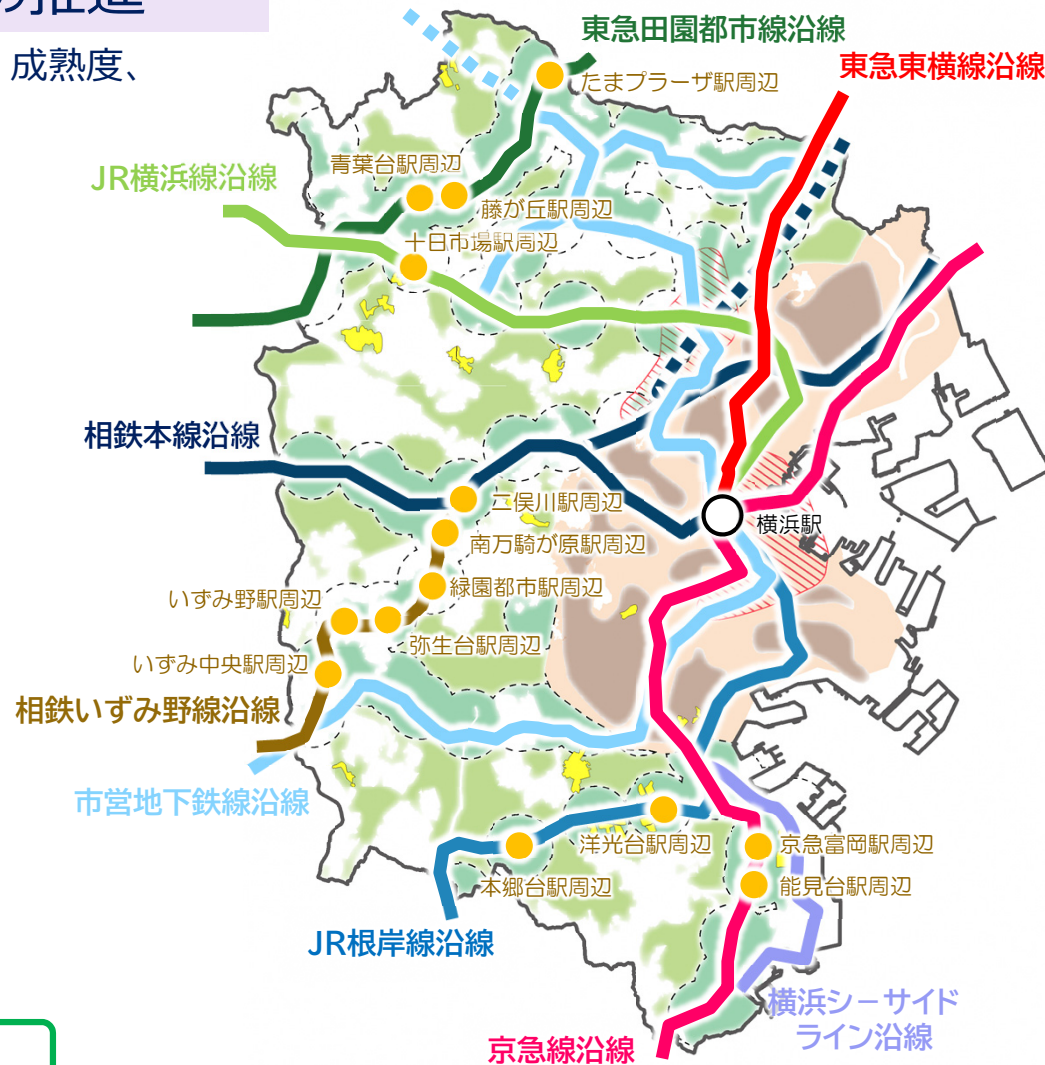 の推進
成熟度、
東急田園都市線沿線
東急東横線沿線
たまプラーザ駅周辺
JR横浜線沿線
青葉台駅周辺
藤が丘駅周辺
十日市場駅周辺
相鉄本線沿線
二俣川駅周辺
横浜駅
南万騎が原駅周辺
緑園都市駅周辺
いずみ野駅周辺
弥生台駅周辺
いずみ中央駅周辺
相鉄いずみ野線沿線
市営地下鉄線沿線
洋光台駅周辺
京急富岡駅周辺
本郷台駅周辺
能見台駅周辺
JR根岸線沿線
横浜シーサイド
ライン沿線
京急線沿線